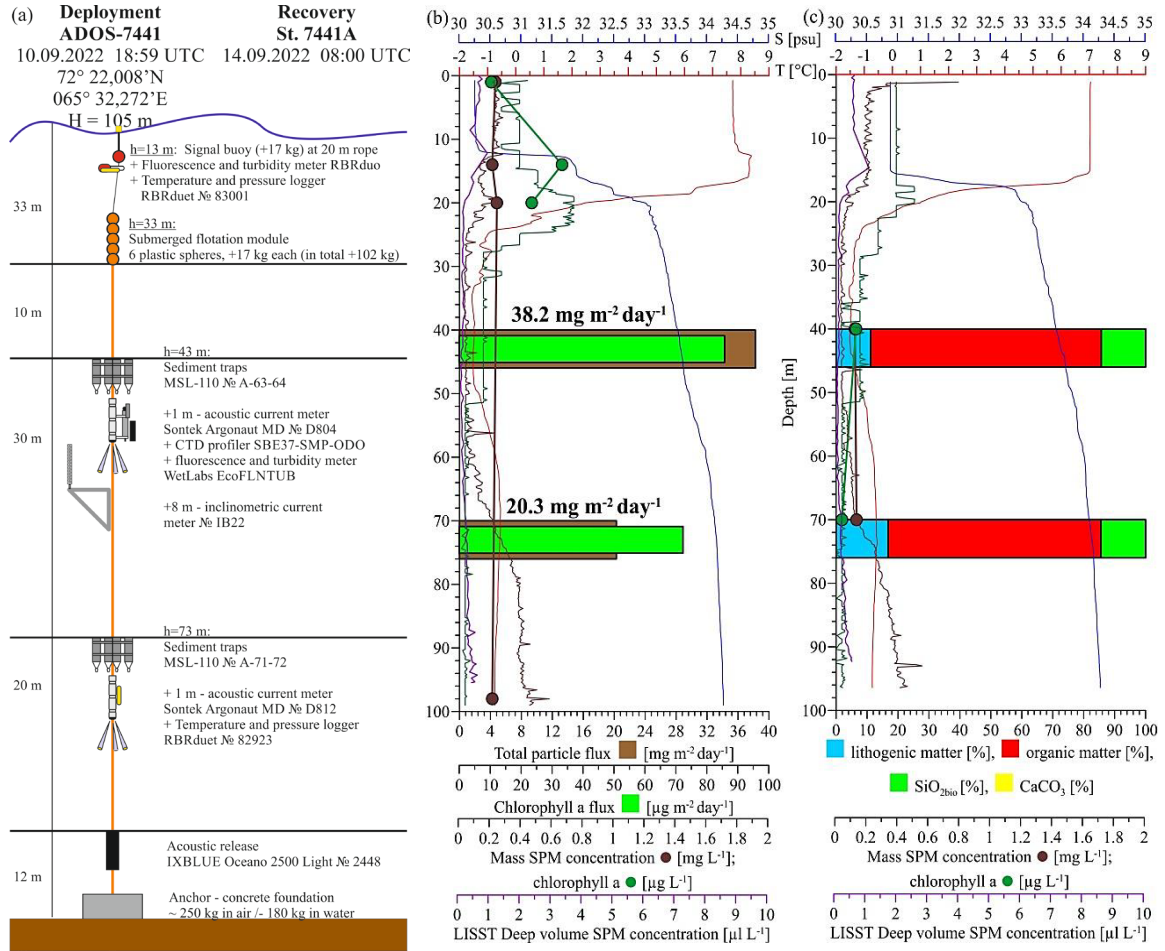 (a)
Deployment
ADOS-7441
10.09.2022 18:59 UTC
72° 22,008’N
065° 32,272’E
H = 105 m
Recovery
St. 7441A
14.09.2022 08:00 UTC
h=13 m: Signal buoy (+17 kg) at 20 m rope
+ Fluorescence and turbidity meter RBRduo
+ Temperature and pressure logger
RBRduet № 83001
33 m
h=33 m:
Submerged flotation module
6 plastic spheres, +17 kg each (in total +102 kg)
10 m
h=43 m:
Sediment traps
MSL-110 № A-63-64
+1 m - acoustic current meter
Sontek Argonaut MD № D804
+ CTD profiler SBE37-SMP-ODO
+ fluorescence and turbidity meter
WetLabs EcoFLNTUB
30 m
+8 m - inclinometric current
meter № IB22
h=73 m:
Sediment traps
MSL-110 № A-71-72
20 m
+ 1 m - acoustic current meter
Sontek Argonaut MD № D812
+ Temperature and pressure logger
RBRduet № 82923
Acoustic release
IXBLUE Oceano 2500 Light № 2448
12 m
Anchor - concrete foundation
~ 250 kg in air /- 180 kg in water
(b)
30 30.5 31 31.5 32 32.5 33 33.5 34 34.5 35
S [psu]
-2 -1 0 1 2 3 4 5 6 7 8 9
T [°C]
0
10
20
30
40
50
60
70
80
90
100
38.2 mg m-2 day-1
20.3 mg m-2 day-1
0 4 8 12 16 20 24 28 32 36 40
Total particle flux [mg m-2 day-1]
0 10 20 30 40 50 60 70 80 90 100
Chlorophyll a flux [µg m-2 day-1]
0 0.2 0.4 0.6 0.8 1 1.2 1.4 1.6 1.8 2
Mass SPM concentration [mg L-1];
chlorophyll a [µg L-1]
0 1 2 3 4 5 6 7 8 9 10
LISST Deep volume SPM concentration [µl L-1]
(c)
30 30.5 31 31.5 32 32.5 33 33.5 34 34.5 35
S [psu]
-2 -1 0 1 2 3 4 5 6 7 8 9
T [°C]
Depth [m]
0
10
20
30
40
50
60
70
80
90
100
0 10 20 30 40 50 60 70 80 90 100
lithogenic matter [%], organic matter [%],
SiO2bio [%], CaCO3 [%]
0 0.2 0.4 0.6 0.8 1 1.2 1.4 1.6 1.8 2
Mass SPM concentration [mg L-1];
chlorophyll a [µg L-1]
0 1 2 3 4 5 6 7 8 9 10
LISST Deep volume SPM concentration [µl L-1]